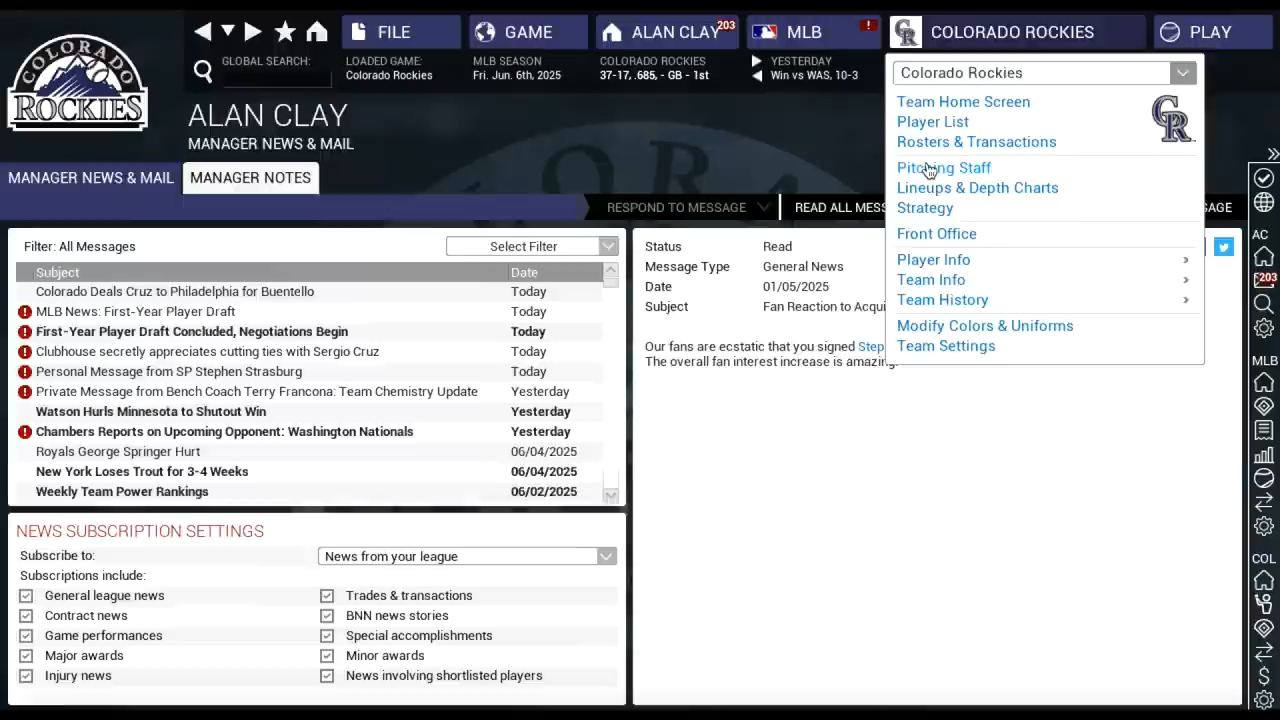 COLORADO
ROCKIES
FILE
GAME
ALAN CLAY
203
MLB
!
COLORADO ROCKIES
PLAY
GLOBAL SEARCH:
LOADED GAME:
Colorado Rockies
MLB SEASON
Fri. Jun. 6th, 2025
COLORADO ROCKIES
37-17, .685, - GB - 1st
YESTERDAY
Win vs WAS, 10-3
ALAN CLAY
MANAGER NEWS & MAIL
MANAGER NEWS & MAIL
MANAGER NOTES
RESPOND TO MESSAGE
READ ALL MESS
SAGE
Colorado Rockies
Team Home Screen
Player List
Rosters & Transactions
Pitching Staff
Lineups & Depth Charts
Strategy
Front Office
Player Info
Team Info
Team History
Modify Colors & Uniforms
Team Settings
CR
Filter: All Messages
Select Filter
Subject Date
Colorado Deals Cruz to Philadelphia for Buentello Today
MLB News: First-Year Player Draft Today
First-Year Player Draft Concluded, Negotiations Begin Today
Clubhouse secretly appreciates cutting ties with Sergio Cruz Today
Personal Message from SP Stephen Strasburg Today
Private Message from Bench Coach Terry Francona: Team Chemistry Update Yesterday
Watson Hurls Minnesota to Shutout Win Yesterday
Chambers Reports on Upcoming Opponent: Washington Nationals Yesterday
Royals George Springer Hurt 06/04/2025
New York Loses Trout for 3-4 Weeks 06/04/2025
Weekly Team Power Rankings 06/02/2025
Status Read
Message Type General News
Date 01/05/2025
Subject Fan Reaction to Acqui
Our fans are ecstatic that you signed Step
The overall fan interest increase is amazing.
NEWS SUBSCRIPTION SETTINGS
Subscribe to: News from your league
Subscriptions include:
General league news Trades & transactions
Contract news BNN news stories
Game performances Special accomplishments
Major awards Minor awards
Injury news News involving shortlisted players
AC
203
MLB
COL
$